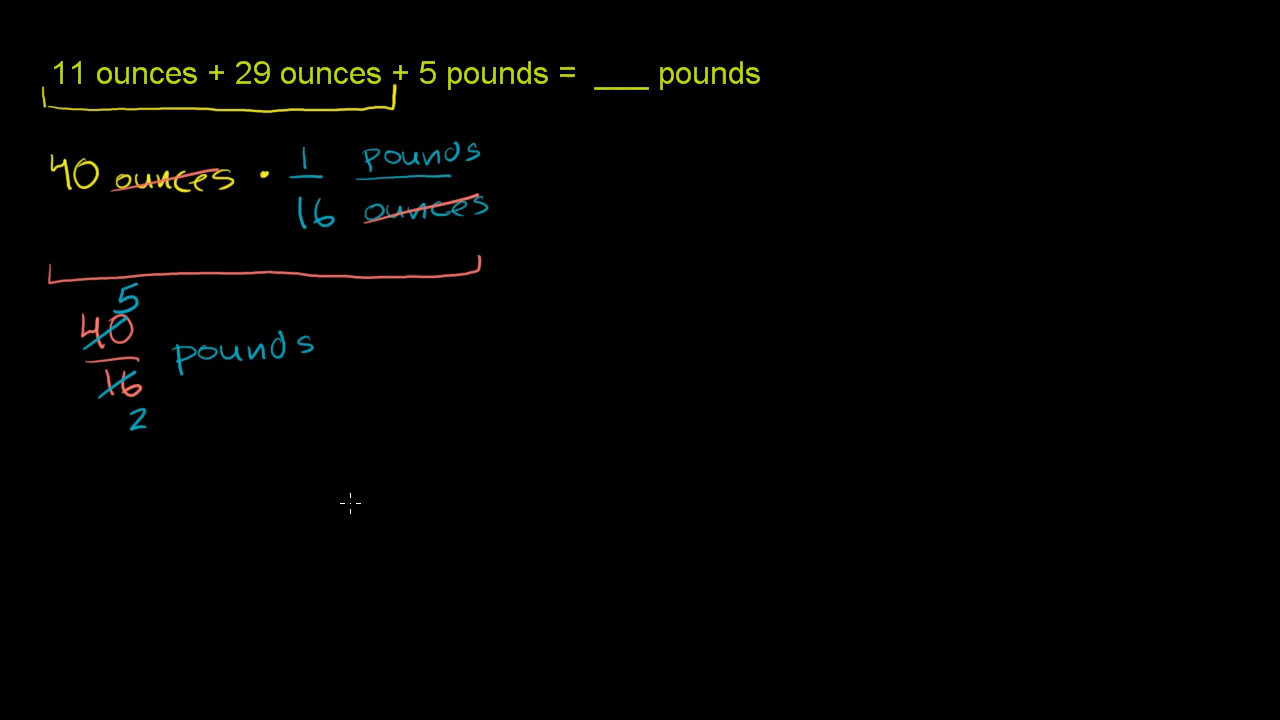 11 ounces + 29 ounces + 5 pounds = ___ pounds
40 ounces · 1/16 pounds/ounces
5
40
16
2
pounds